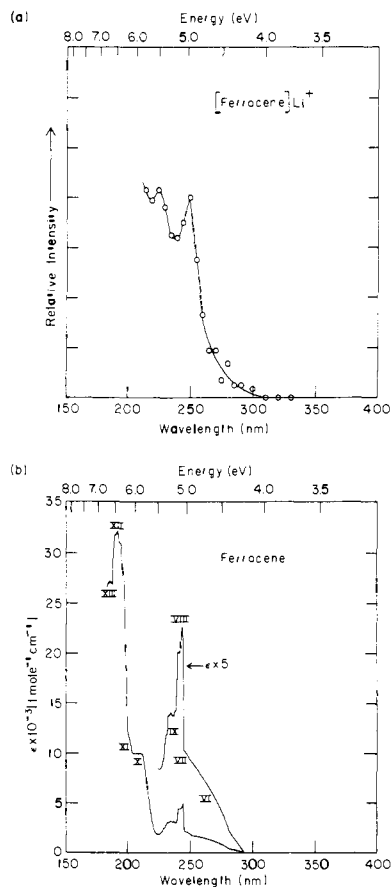 (a)
Energy (eV)
8.0 7.0 6.0 5.0 4.0 3.5
[Ferrocene]Li+
Relative Intensity
150 200 250 300 350 400
Wavelength (nm)
(b)
Energy (eV)
8.0 7.0 6.0 5.0 4.0 3.5
35
30
25
20
15
10
5
0
ε×10⁻³ [l mole⁻¹ cm⁻¹]
Ferrocene
XII
XIII
VIII
ε×5
IX
XI
X
VII
VI
150 200 250 300 350 400
Wavelength (nm)